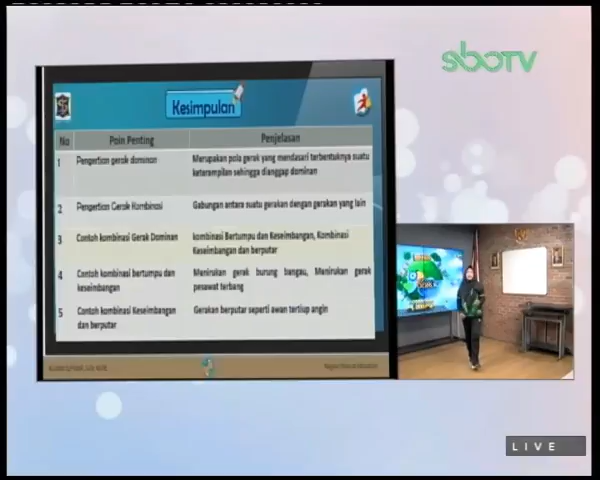 sbOTV
Kesimpulan
No Poin Penting Penjelasan
1 Pengertian gerak dominan Merupakan pola gerak yang mendasari terbentuknya suatu
keterampilan sehingga dianggap dominan
2 Pengertian Gerak Kombinasi Gabungan antara suatu gerakan dengan gerakan yang lain
3 Contoh kombinasi Gerak Dominan kombinasi Bertumpu dan Keseimbangan, Kombinasi
Keseimbangan dan berputar
4 Contoh kombinasi bertumpu dan Menirukan gerak burung bangau, Menirukan gerak
keseimbangan pesawat terbang
5 Contoh kombinasi Keseimbangan Gerakan berputar seperti awan tertiup angin
dan berputar
LIVE